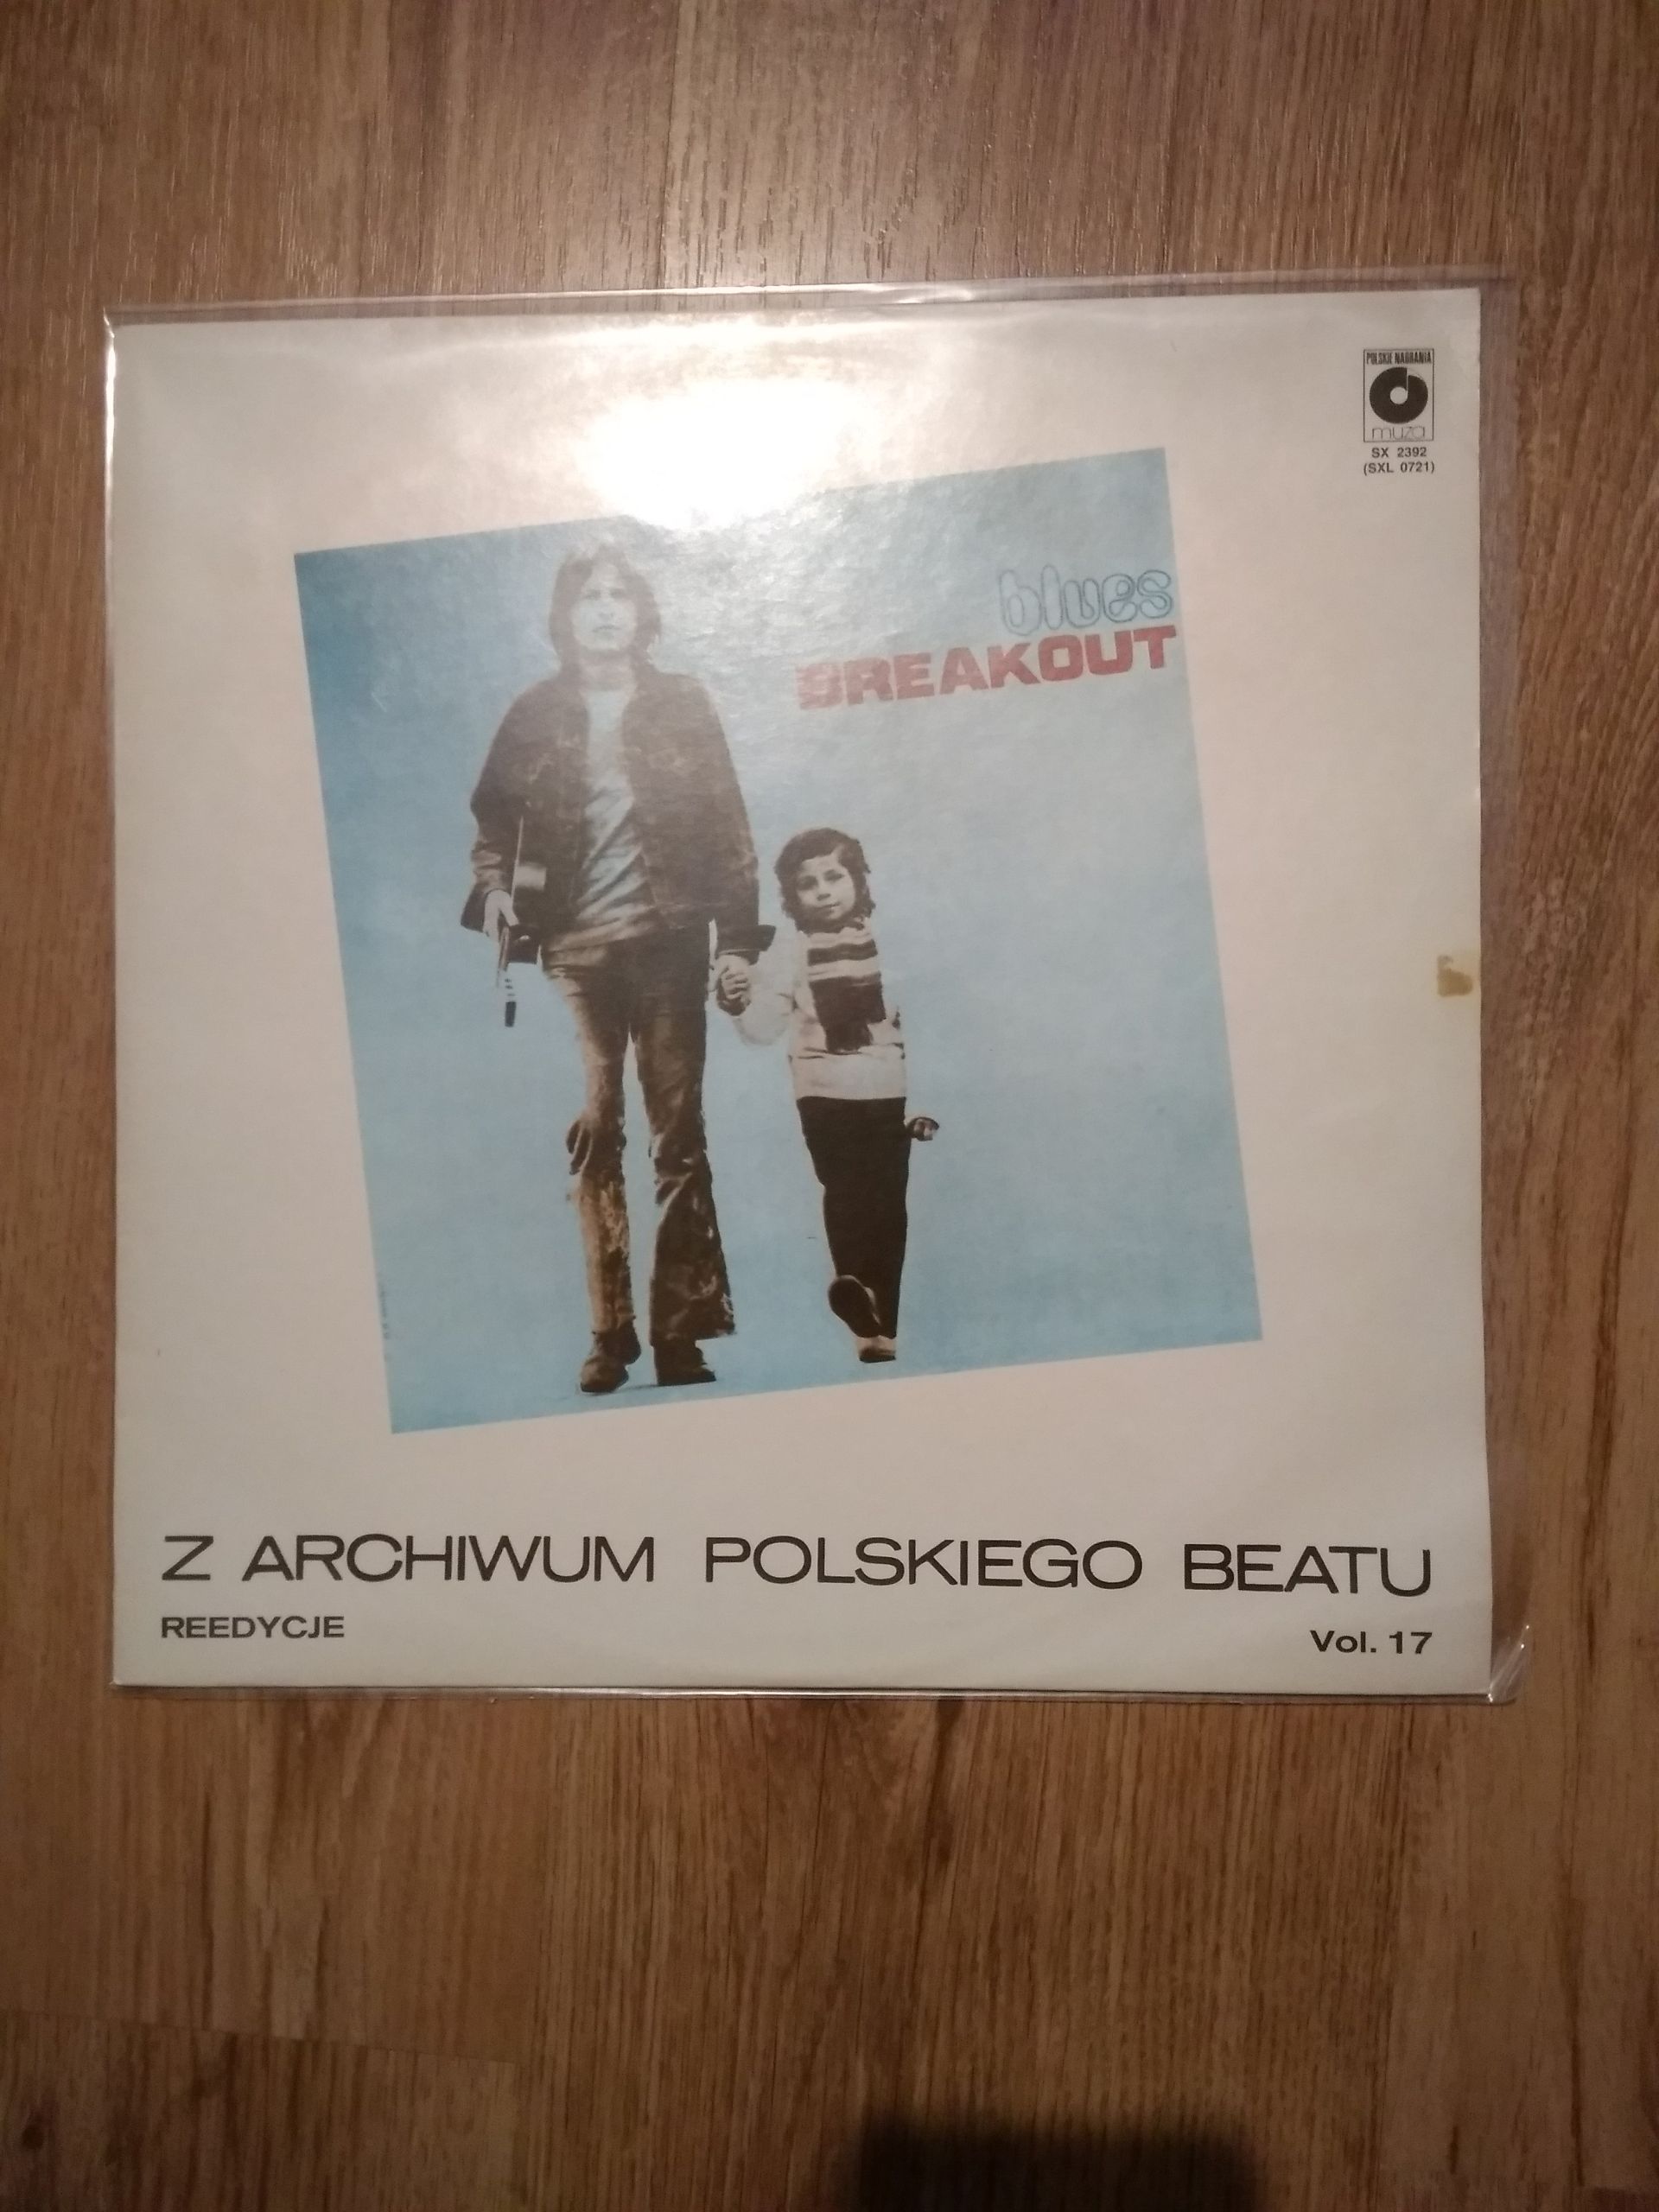 POLSKIE NAGRANIA
muza
SX 2392
(SXL 0721)
blues
BREAKOUT
Z ARCHIWUM POLSKIEGO BEATU
REEDYCJE
Vol. 17